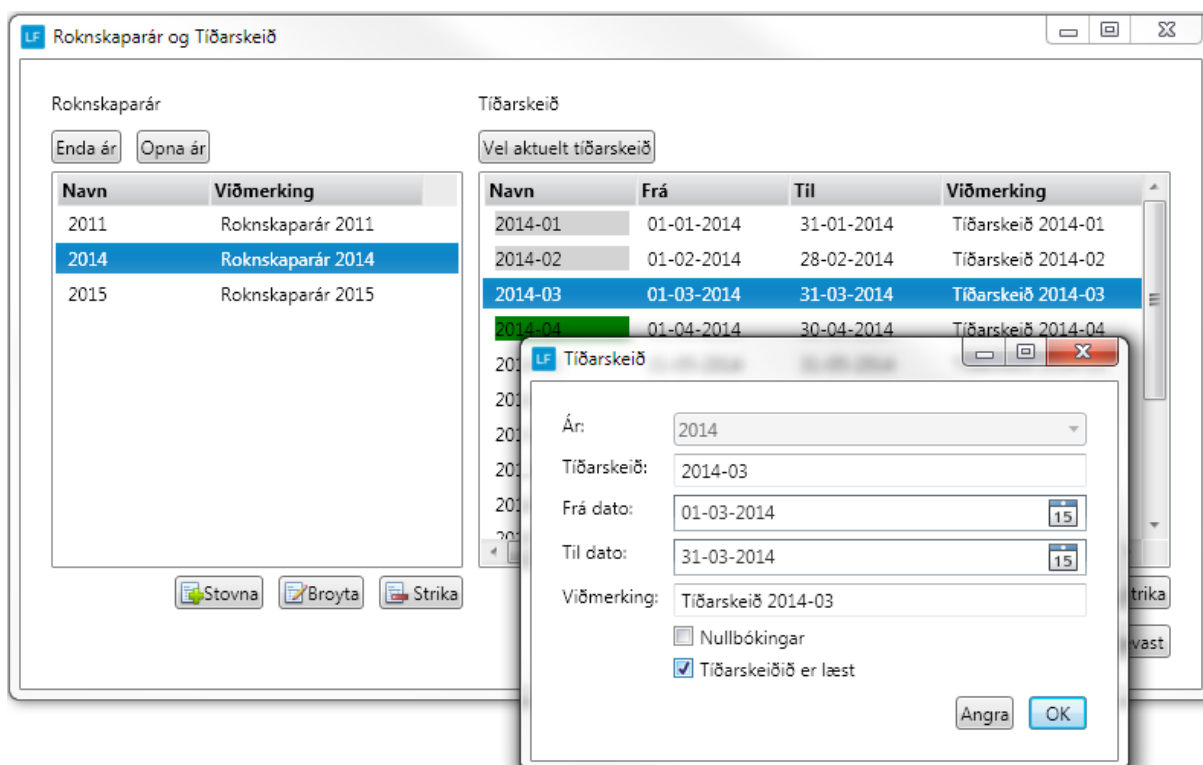 LF Roknskaparár og Tíðarskeið
Roknskaparár
Tíðarskeið
Enda ár Opna ár
Vel aktuelt tíðarskeið
Navn Viðmerking
2011 Roknskaparár 2011
2014 Roknskaparár 2014
2015 Roknskaparár 2015
Navn Frá Til Viðmerking
2014-01 01-01-2014 31-01-2014 Tíðarskeið 2014-01
2014-02 01-02-2014 28-02-2014 Tíðarskeið 2014-02
2014-03 01-03-2014 31-03-2014 Tíðarskeið 2014-03
2014-04 01-04-2014 30-04-2014 Tíðarskeið 2014-04
Stovna Broyta Strika
LF Tíðarskeið
Ár: 2014
Tíðarskeið: 2014-03
Frá dato: 01-03-2014 15
Til dato: 31-03-2014 15
Viðmerking: Tíðarskeið 2014-03
Nullbókingar
Tíðarskeiðið er læst
Angra OK